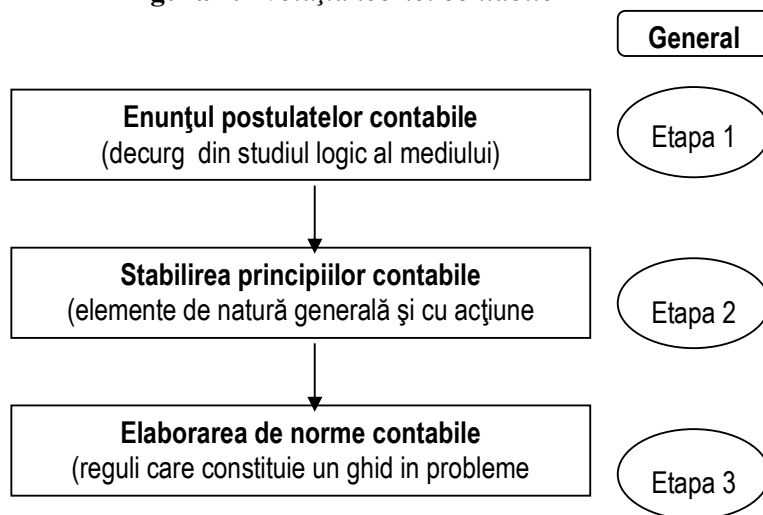 General
Enunţul postulatelor contabile
(decurg din studiul logic al mediului)
Etapa 1
Stabilirea principiilor contabile
(elemente de natură generală şi cu acţiune
Etapa 2
Elaborarea de norme contabile
(reguli care constituie un ghid in probleme
Etapa 3